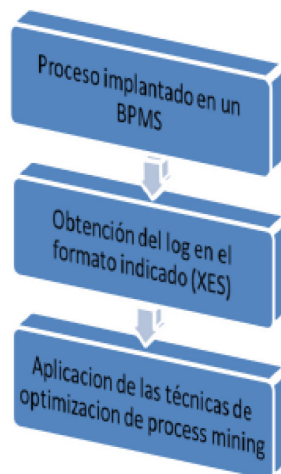 Proceso implantado en un
BPMS
Obtención del log en el
formato indicado (XES)
Aplicacion de las técnicas de
optimizacion de process mining